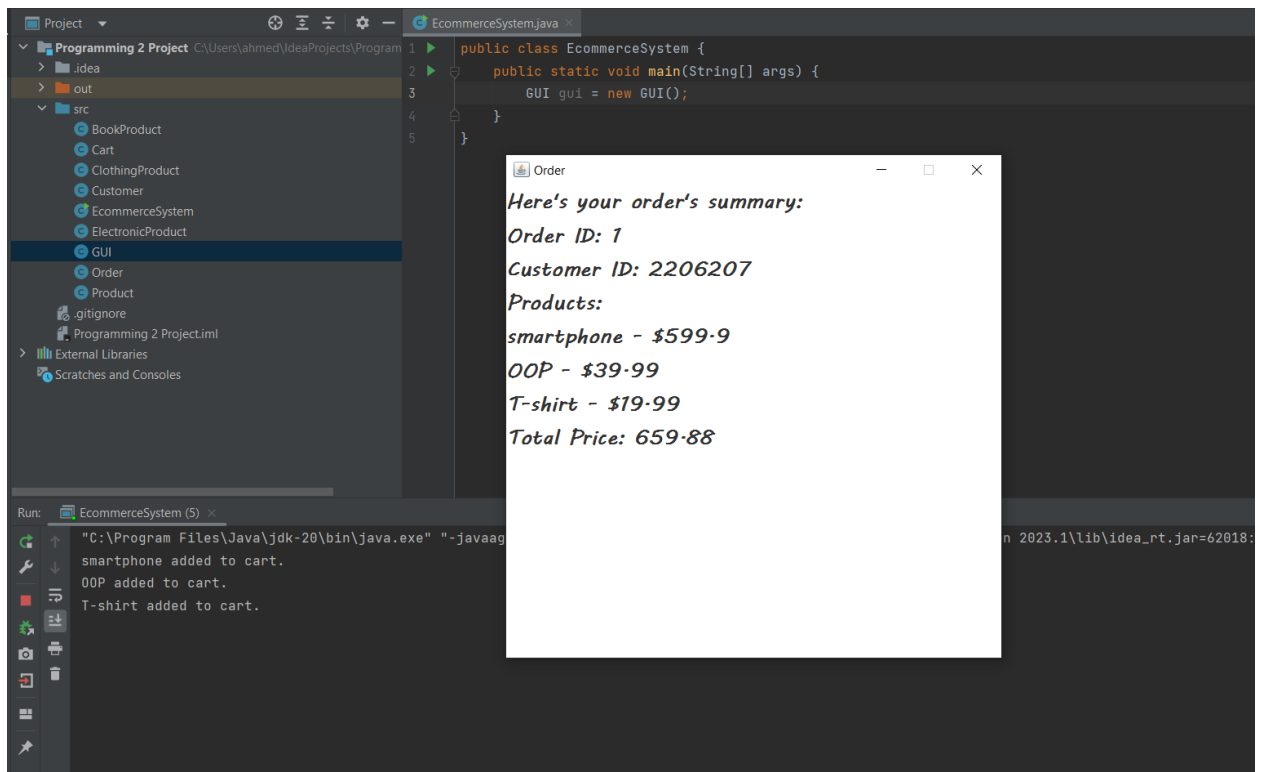 Project
EcommerceSystem.java
Programming 2 Project C:\Users\ahmed\IdeaProjects\Program
.idea
out
src
BookProduct
Cart
ClothingProduct
Customer
EcommerceSystem
ElectronicProduct
GUI
Order
Product
.gitignore
Programming 2 Project.iml
External Libraries
Scratches and Consoles
1 public class EcommerceSystem {
2 public static void main(String[] args) {
3 GUI gui = new GUI();
4 }
5 }
Order
Here's your order's summary:
Order ID: 1
Customer ID: 2206207
Products:
smartphone - $599.9
OOP - $39.99
T-shirt - $19.99
Total Price: 659.88
Run: EcommerceSystem (5)
"C:\Program Files\Java\jdk-20\bin\java.exe" "-javaag n 2023.1\lib\idea_rt.jar=62018:
smartphone added to cart.
OOP added to cart.
T-shirt added to cart.